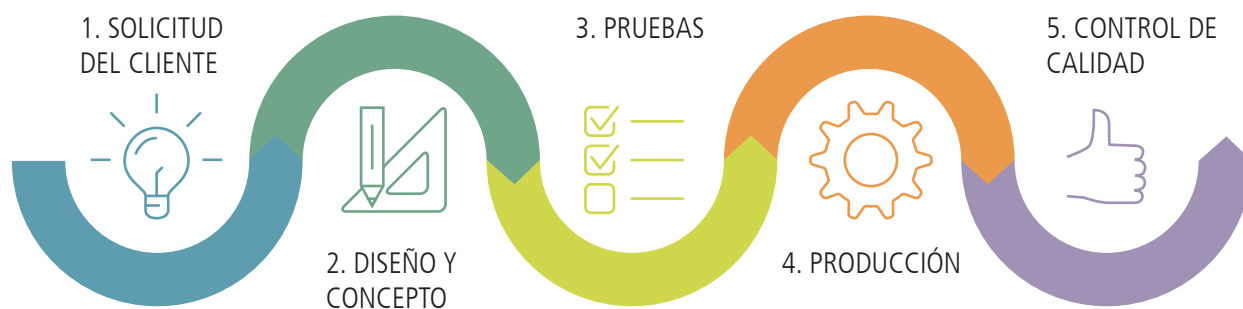 1. SOLICITUD
DEL CLIENTE
2. DISEÑO Y
CONCEPTO
3. PRUEBAS
4. PRODUCCIÓN
5. CONTROL DE
CALIDAD